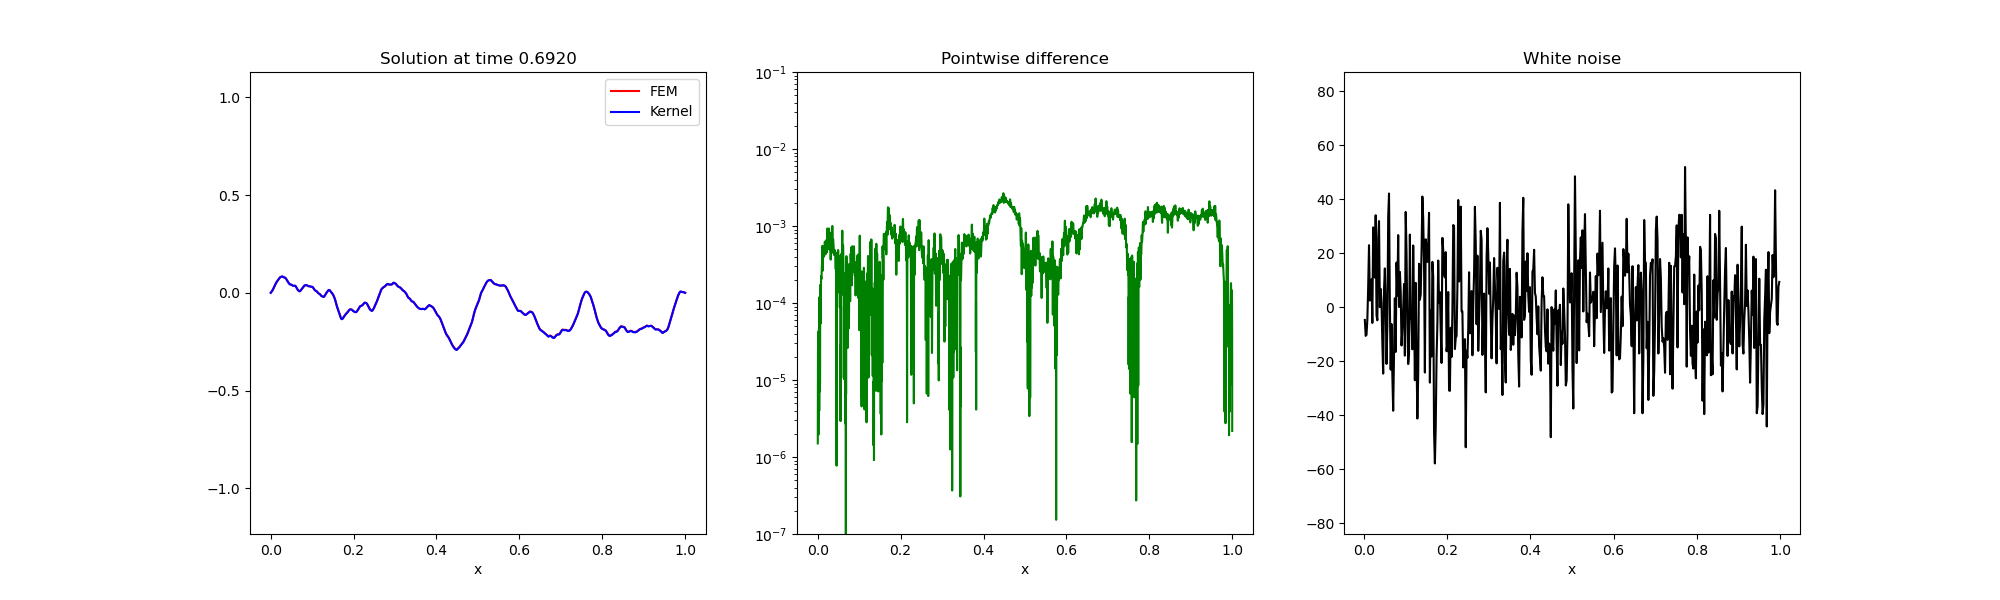 Solution at time 0.6920
1.0
0.5
0.0
−0.5
−1.0
0.0 0.2 0.4 0.6 0.8 1.0
x
FEM
Kernel
Pointwise difference
10⁻¹
10⁻²
10⁻³
10⁻⁴
10⁻⁵
10⁻⁶
10⁻⁷
0.0 0.2 0.4 0.6 0.8 1.0
x
White noise
80
60
40
20
0
−20
−40
−60
−80
0.0 0.2 0.4 0.6 0.8 1.0
x